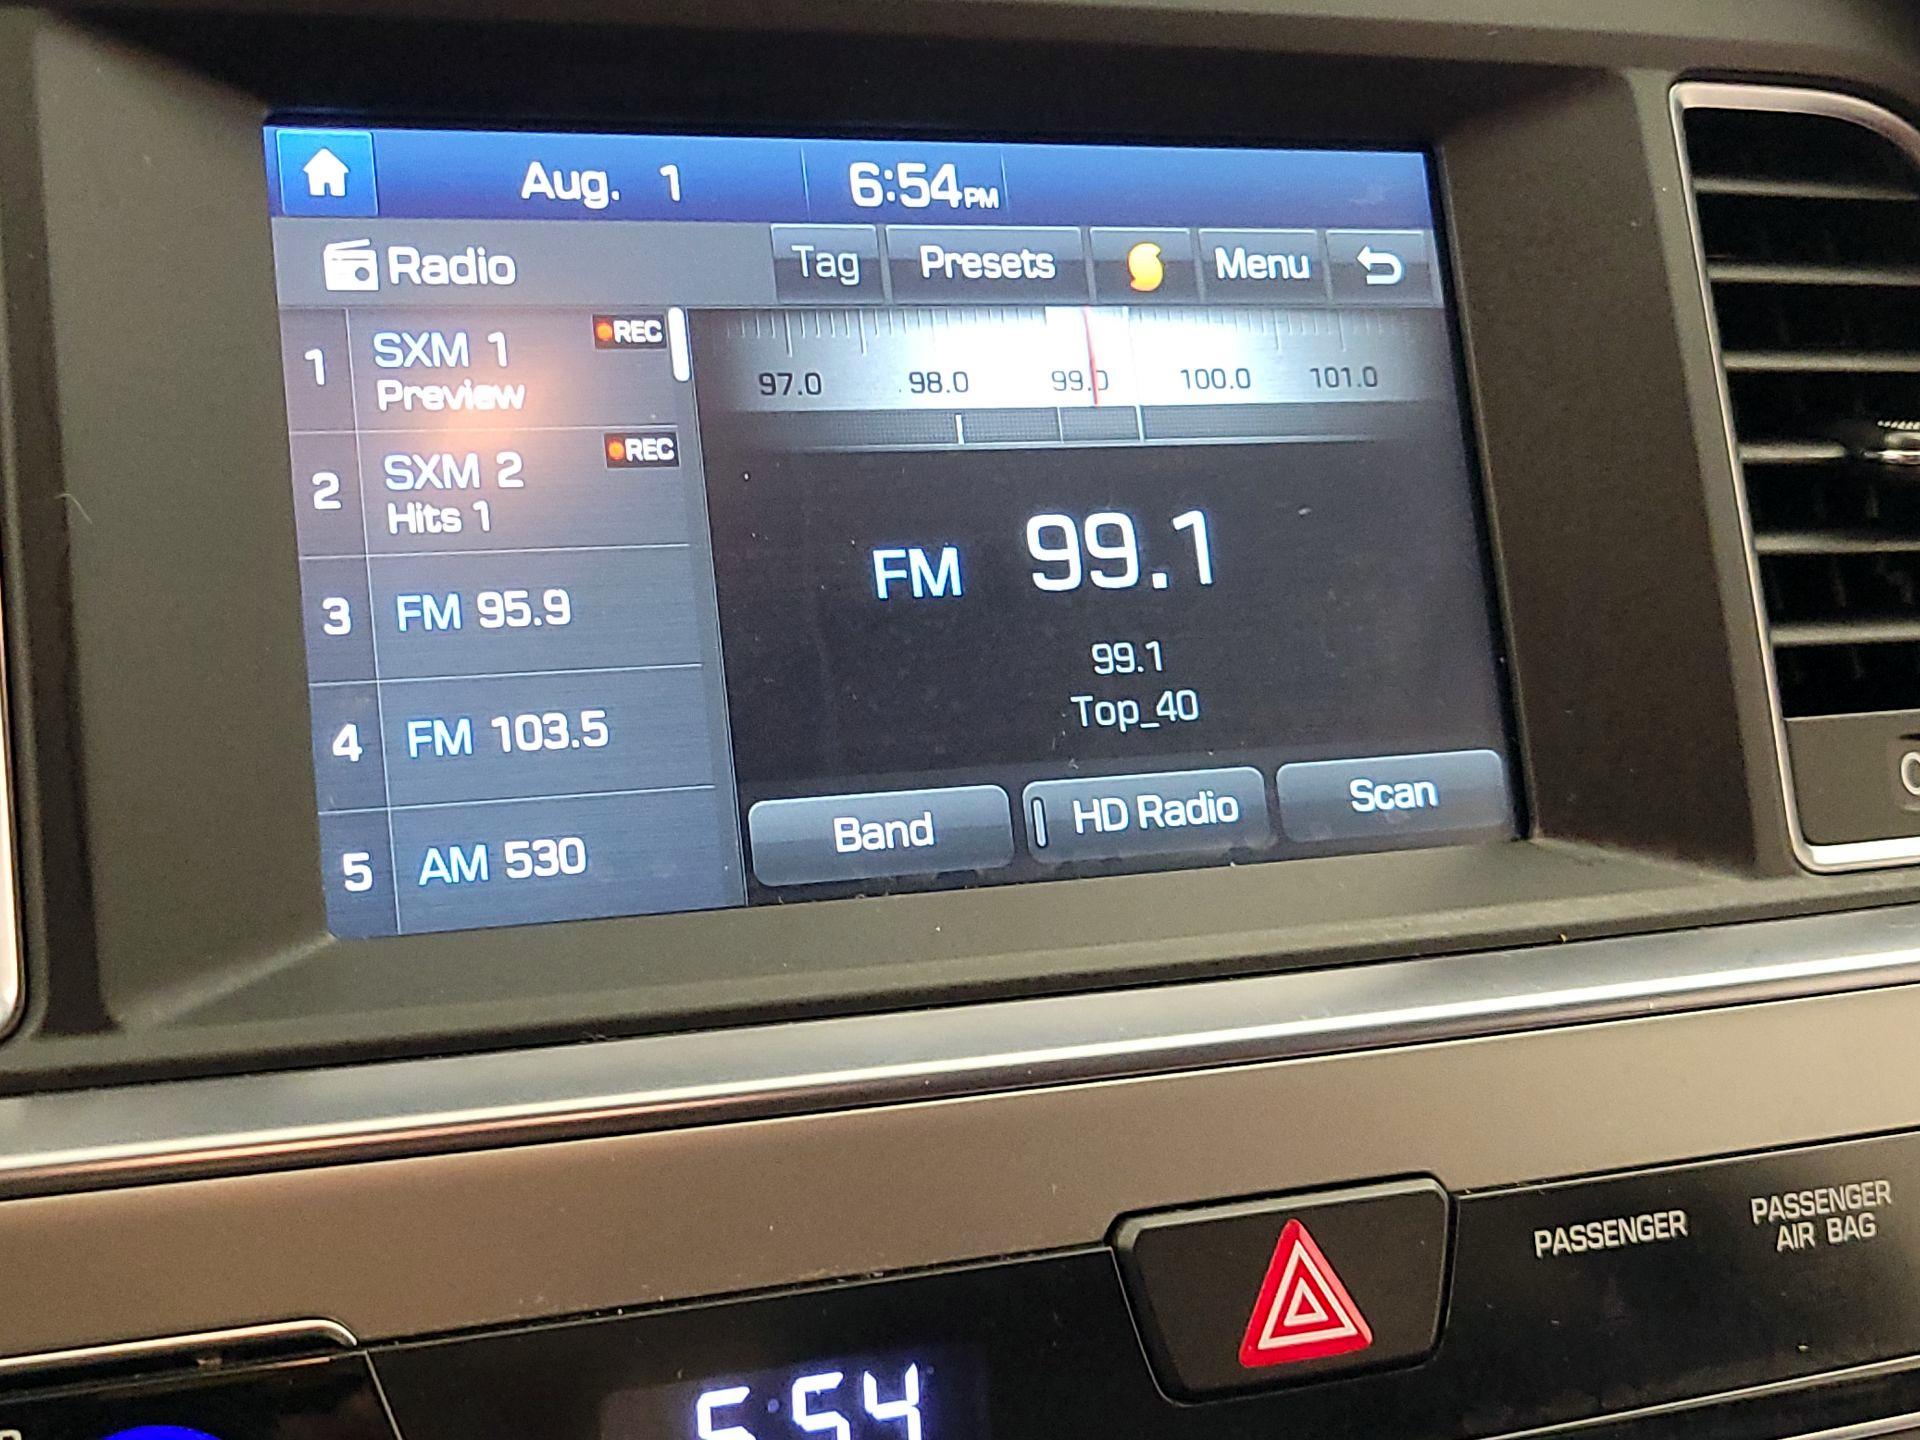 Aug. 1 6:54 PM
Radio Tag Presets Menu
1 SXM 1 REC
Preview
2 SXM 2 REC
Hits 1
3 FM 95.9
4 FM 103.5
5 AM 530
97.0 98.0 99.0 100.0 101.0
FM 99.1
99.1
Top_40
Band HD Radio Scan
PASSENGER
PASSENGER
AIR BAG
5:54